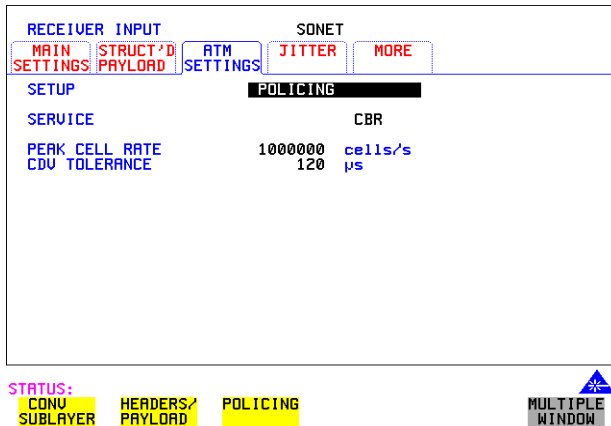 RECEIVER INPUT SONET
MAIN SETTINGS STRUCT'D PAYLOAD ATM SETTINGS JITTER MORE
SETUP POLICING
SERVICE CBR
PEAK CELL RATE 1000000 cells/s
CDV TOLERANCE 120 μs
STATUS:
CONV SUBLAYER HEADERS/ PAYLOAD POLICING MULTIPLE WINDOW